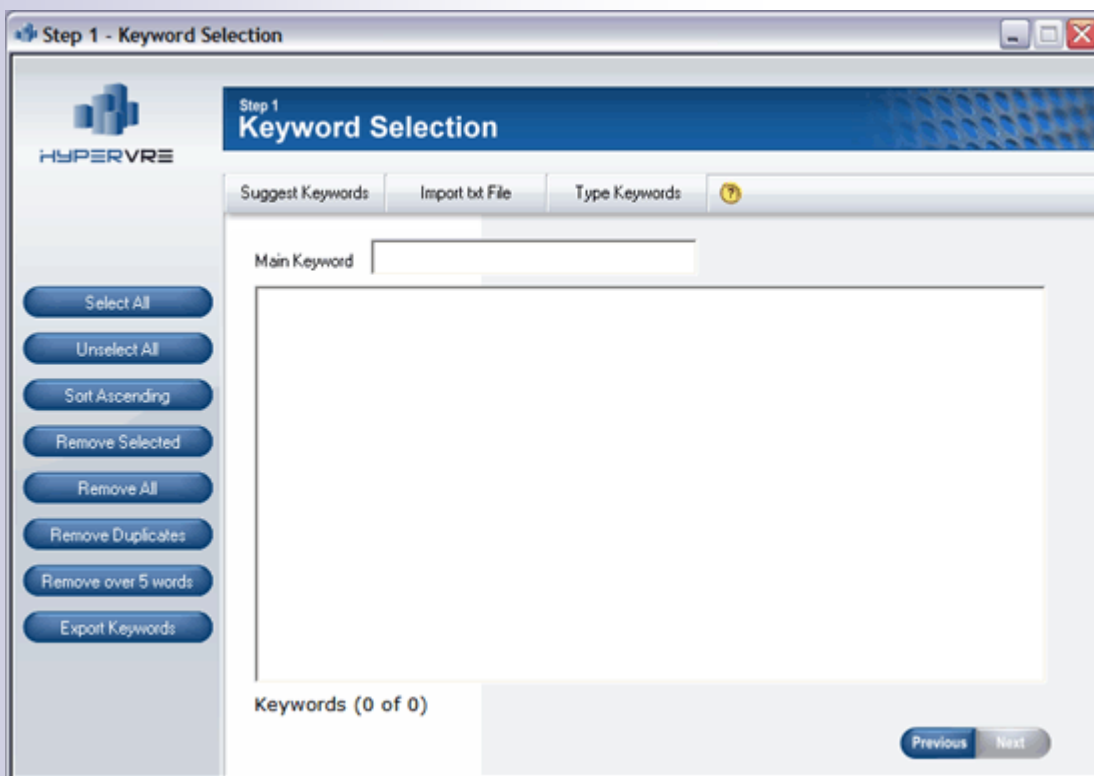 Step 1 - Keyword Selection
HYPERVRE
Step 1
Keyword Selection
Suggest Keywords Import txt File Type Keywords ?
Main Keyword
Select All
Unselect All
Sort Ascending
Remove Selected
Remove All
Remove Duplicates
Remove over 5 words
Export Keywords
Keywords (0 of 0)
Previous Next